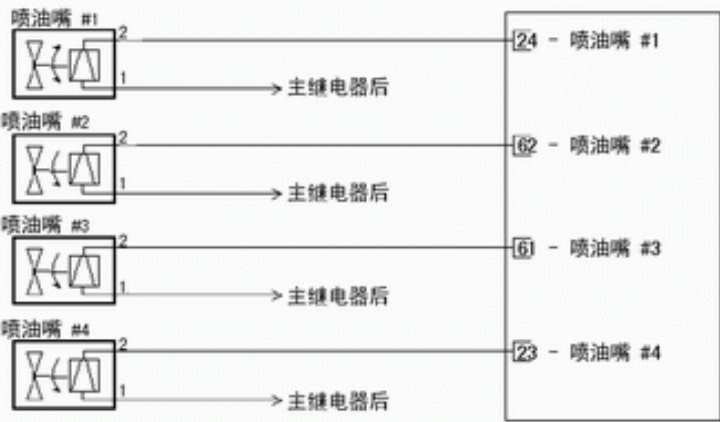 喷油嘴 #1
2
24 - 喷油嘴 #1
1
主继电器后
喷油嘴 #2
2
62 - 喷油嘴 #2
1
主继电器后
喷油嘴 #3
2
61 - 喷油嘴 #3
1
主继电器后
喷油嘴 #4
2
23 - 喷油嘴 #4
1
主继电器后